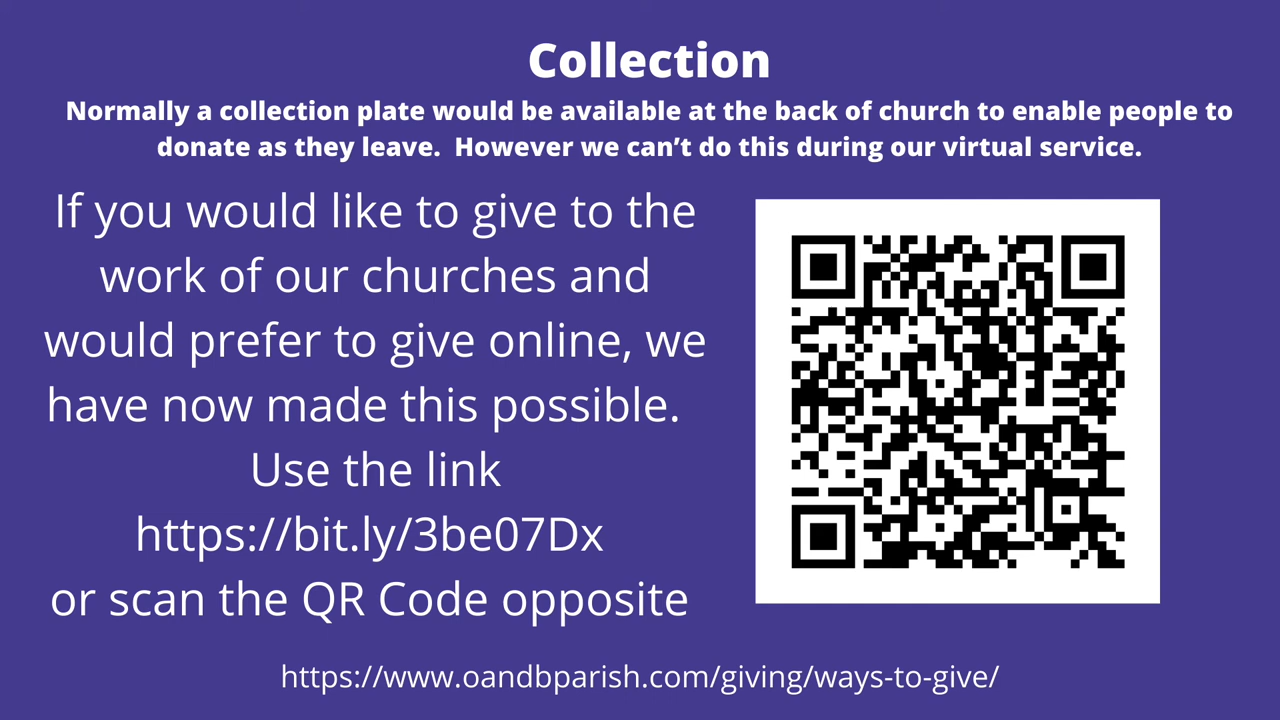 Collection
Normally a collection plate would be available at the back of church to enable people to
donate as they leave.  However we can’t do this during our virtual service.
If you would like to give to the
work of our churches and
would prefer to give online, we
have now made this possible.
Use the link
https://bit.ly/3be07Dx
or scan the QR Code opposite
https://www.oandbparish.com/giving/ways-to-give/